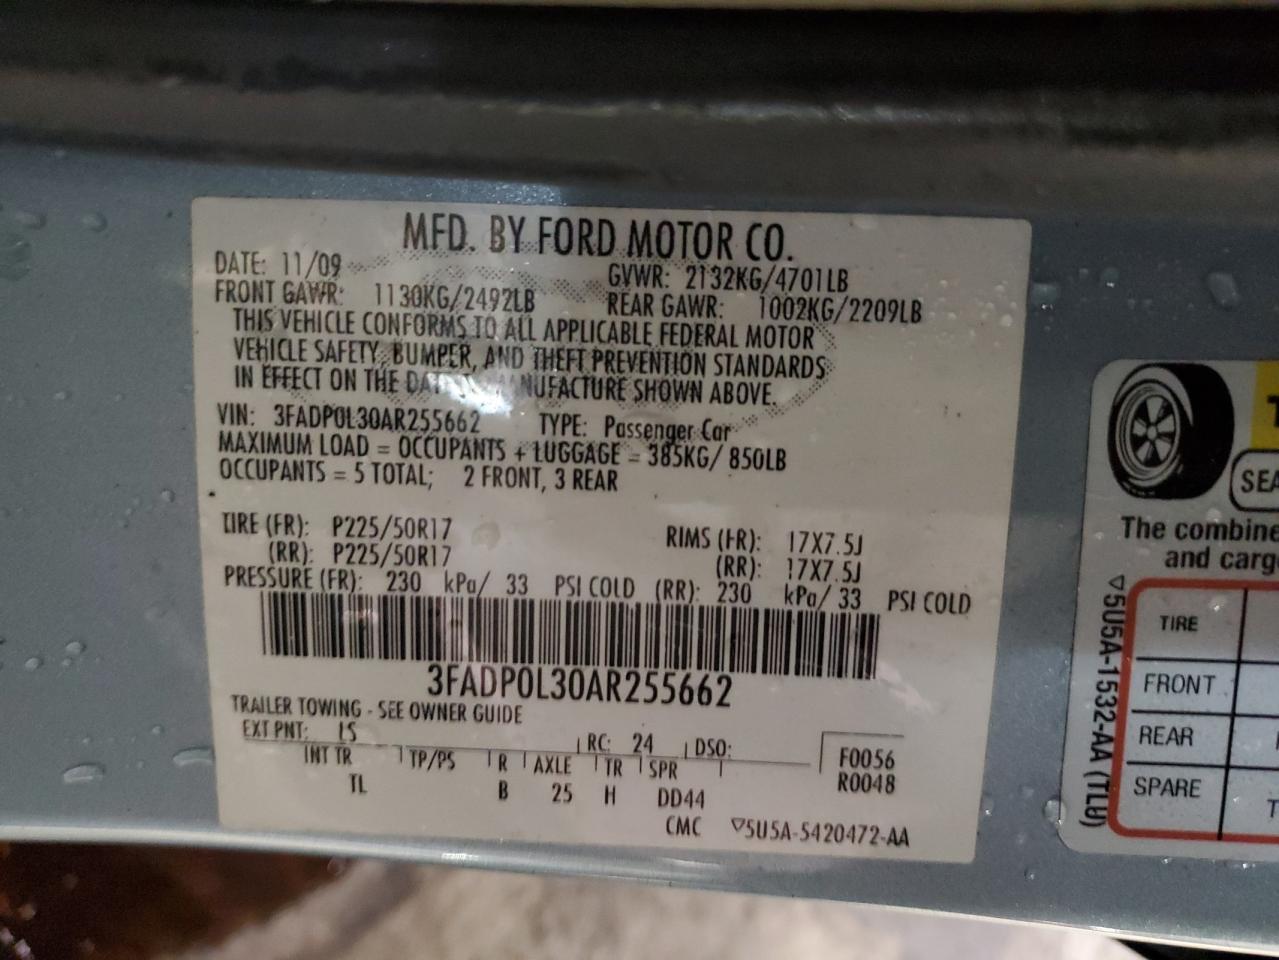 MFD. BY FORD MOTOR CO.
DATE: 11/09 GVWR: 2132KG/4701LB
FRONT GAWR: 1130KG/2492LB REAR GAWR: 1002KG/2209LB
THIS VEHICLE CONFORMS TO ALL APPLICABLE FEDERAL MOTOR
VEHICLE SAFETY, BUMPER, AND THEFT PREVENTION STANDARDS
IN EFFECT ON THE MANUFACTURE SHOWN ABOVE.
VIN: 3FADP0L30AR255662 TYPE: Passenger Car
MAXIMUM LOAD = OCCUPANTS + LUGGAGE = 385KG/ 850LB
OCCUPANTS = 5 TOTAL; 2 FRONT, 3 REAR
TIRE (FR): P225/50R17 RIMS (FR): 17X7.5J
(RR): P225/50R17 (RR): 17X7.5J
PRESSURE (FR): 230 kPa/ 33 PSI COLD (RR): 230 kPa/ 33 PSI COLD
3FADP0L30AR255662
TRAILER TOWING - SEE OWNER GUIDE
EXT PNT: RC: 24 DSO:
INT TR TP/PS R AXLE TR SPR F0056
TL B 25 H DD44 R0048
CMC ▽5U5A-5420472-AA
The combine
and carg
TIRE
FRONT
REAR
SPARE
▽5U5A-1532-AA (TLU)